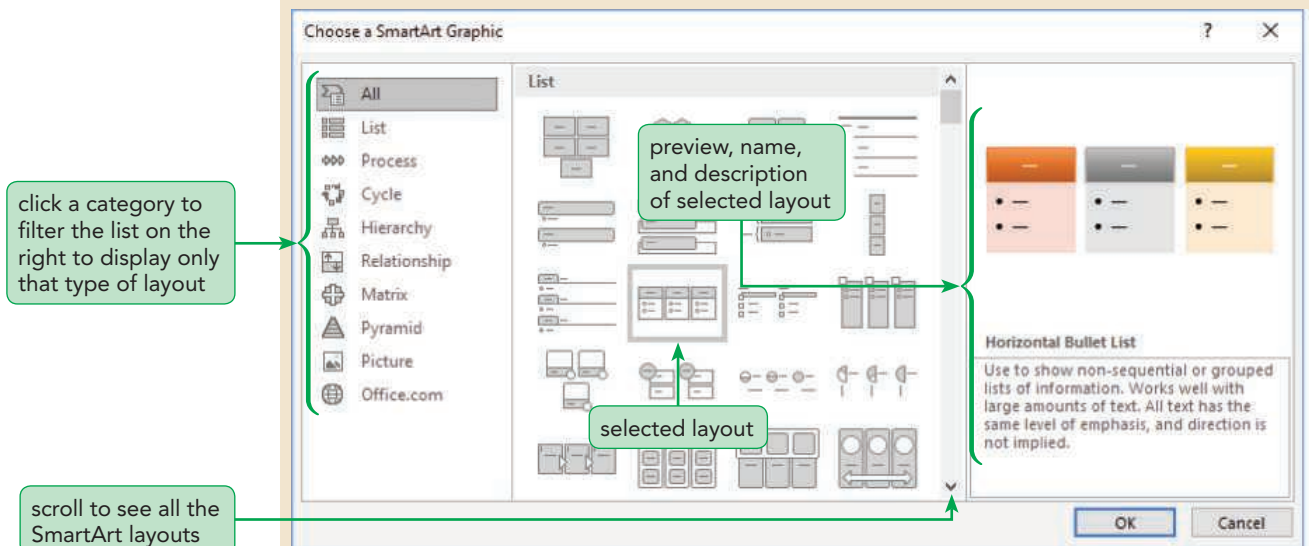 Choose a SmartArt Graphic
?
All
List
Process
Cycle
Hierarchy
Relationship
Matrix
Pyramid
Picture
Office.com
List
Horizontal Bullet List
Use to show non-sequential or grouped
lists of information. Works well with
large amounts of text. All text has the
same level of emphasis, and direction is
not implied.
OK
Cancel
click a category to
filter the list on the
right to display only
that type of layout
preview, name,
and description
of selected layout
selected layout
scroll to see all the
SmartArt layouts